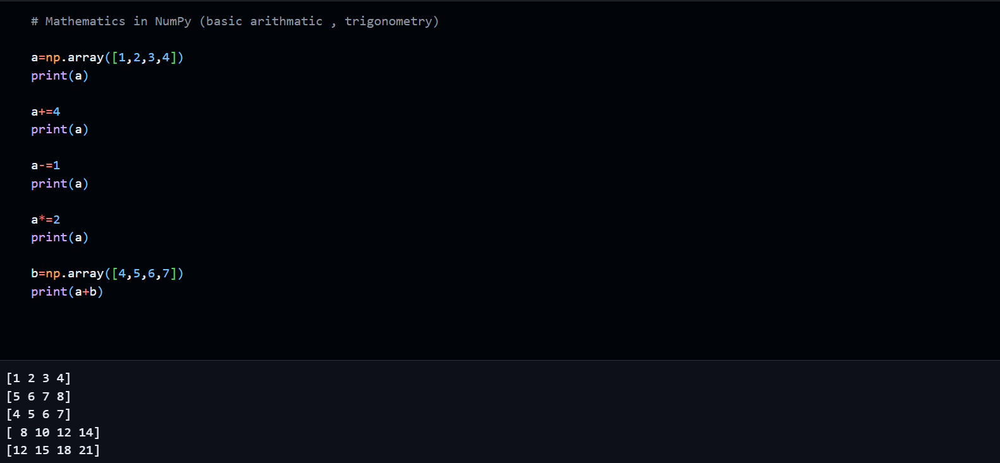 # Mathematics in NumPy (basic arithmatic , trigonometry)
a=np.array([1,2,3,4])
print(a)
a+=4
print(a)
a-=1
print(a)
a*=2
print(a)
b=np.array([4,5,6,7])
print(a+b)
[1 2 3 4]
[5 6 7 8]
[4 5 6 7]
[ 8 10 12 14]
[12 15 18 21]